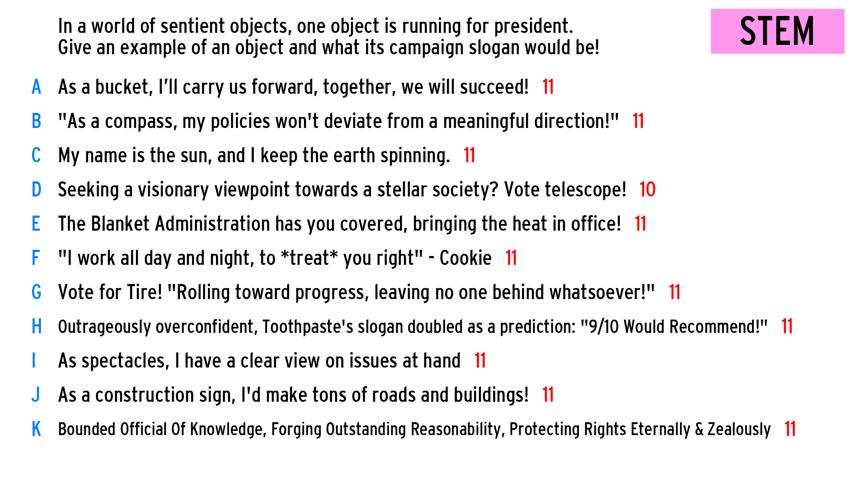 In a world of sentient objects, one object is running for president.
Give an example of an object and what its campaign slogan would be!
STEM
A As a bucket, I'll carry us forward, together, we will succeed! 11
B "As a compass, my policies won't deviate from a meaningful direction!" 11
C My name is the sun, and I keep the earth spinning. 11
D Seeking a visionary viewpoint towards a stellar society? Vote telescope! 10
E The Blanket Administration has you covered, bringing the heat in office! 11
F "I work all day and night, to *treat* you right" - Cookie 11
G Vote for Tire! "Rolling toward progress, leaving no one behind whatsoever!" 11
H Outrageously overconfident, Toothpaste's slogan doubled as a prediction: "9/10 Would Recommend!" 11
I As spectacles, I have a clear view on issues at hand 11
J As a construction sign, I'd make tons of roads and buildings! 11
K Bounded Official Of Knowledge, Forging Outstanding Reasonability, Protecting Rights Eternally & Zealously 11